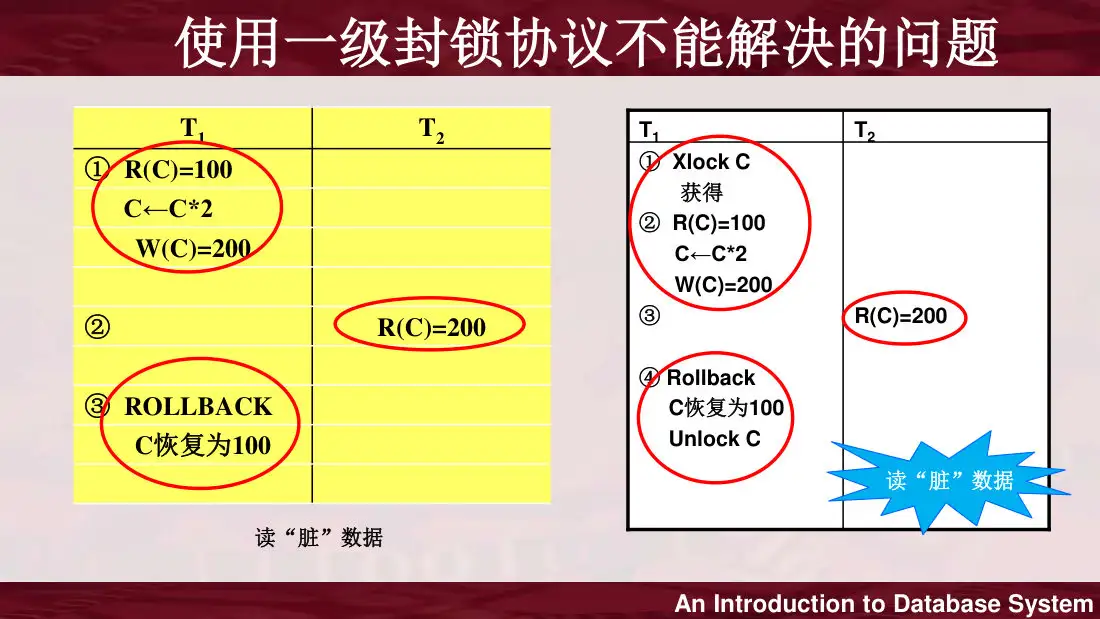 使用一级封锁协议不能解决的问题
T1
T2
① R(C)=100
C←C*2
W(C)=200
②
R(C)=200
③ ROLLBACK
C恢复为100
读“脏”数据
T1
T2
① Xlock C
获得
② R(C)=100
C←C*2
W(C)=200
③
R(C)=200
④ Rollback
C恢复为100
Unlock C
读“脏”数据
An Introduction to Database System